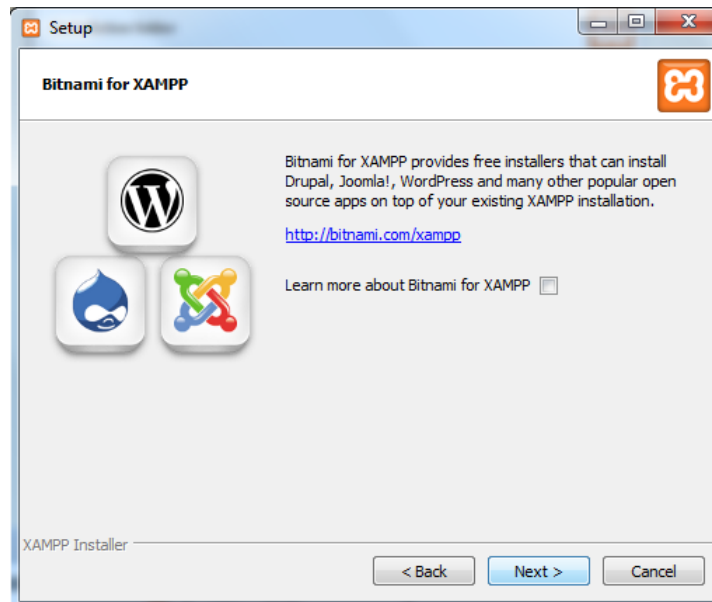 Setup
Bitnami for XAMPP
Bitnami for XAMPP provides free installers that can install
Drupal, Joomla!, WordPress and many other popular open
source apps on top of your existing XAMPP installation.
http://bitnami.com/xampp
Learn more about Bitnami for XAMPP
XAMPP Installer
< Back
Next >
Cancel